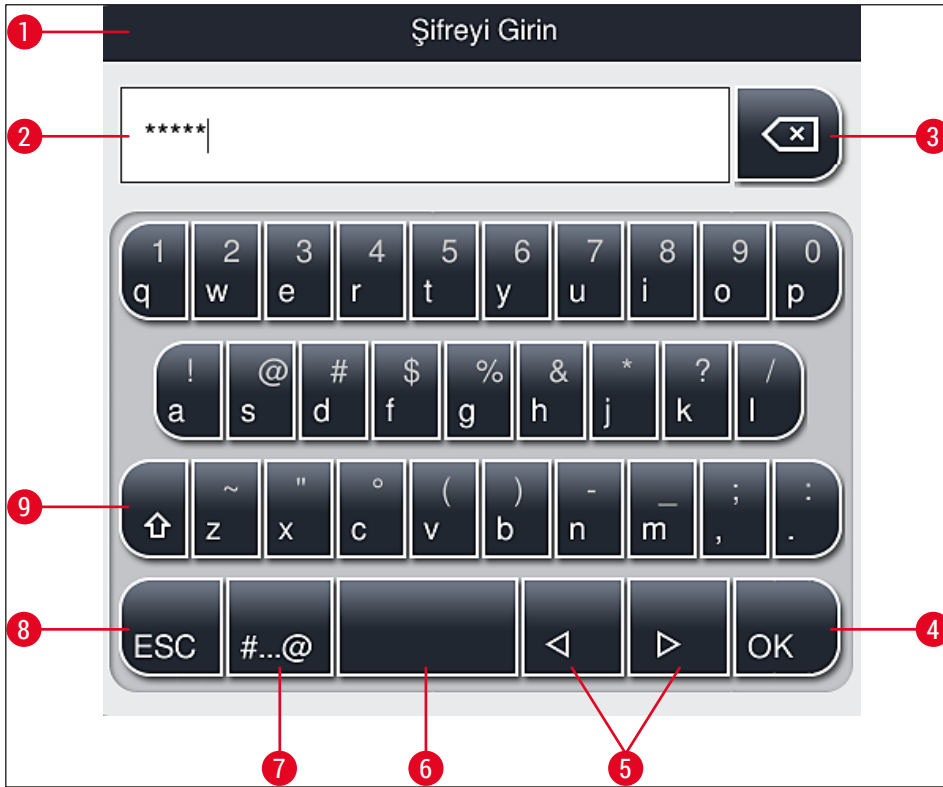 1 Şifreyi Girin
2 ***** 3
1 2 3 4 5 6 7 8 9 0
q w e r t y u i o p
! @ # $ % & * ? /
a s d f g h j k l
~ " ° ( ) - _ ; :
9 z x c v b n m , .
8 ESC #...@ OK 4
7 6 5